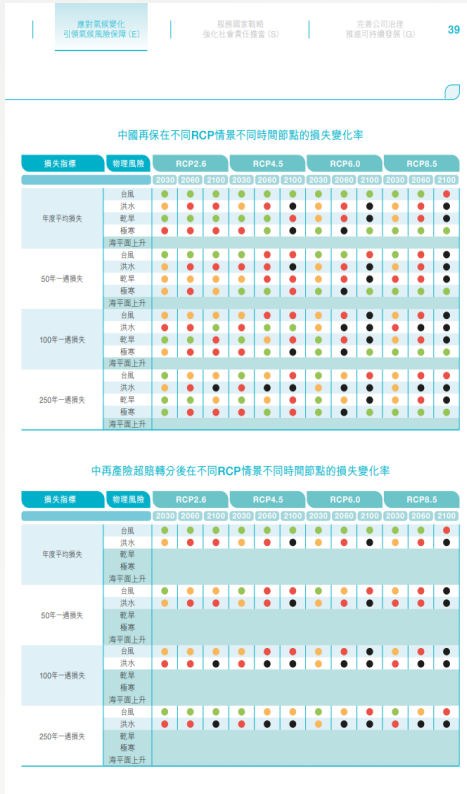 應對氣候變化
引領氣候風險保障（E）
服務國家戰略
強化社會責任擔當（S）
完善公司治理
推進可持續發展（G）
39
中國再保在不同RCP情景不同時間節點的損失變化率
損失指標 物理風險 RCP2.6 RCP4.5 RCP6.0 RCP8.5
2030 2060 2100 2030 2060 2100 2030 2060 2100 2030 2060 2100
年度平均損失
台風
洪水
乾旱
極寒
海平面上升
50年一遇損失
台風
洪水
乾旱
極寒
海平面上升
100年一遇損失
台風
洪水
乾旱
極寒
海平面上升
250年一遇損失
台風
洪水
乾旱
極寒
海平面上升
中再產險超賠轉分後在不同RCP情景不同時間節點的損失變化率
損失指標 物理風險 RCP2.6 RCP4.5 RCP6.0 RCP8.5
2030 2060 2100 2030 2060 2100 2030 2060 2100 2030 2060 2100
年度平均損失
台風
洪水
乾旱
極寒
海平面上升
50年一遇損失
台風
洪水
乾旱
極寒
海平面上升
100年一遇損失
台風
洪水
乾旱
極寒
海平面上升
250年一遇損失
台風
洪水
乾旱
極寒
海平面上升